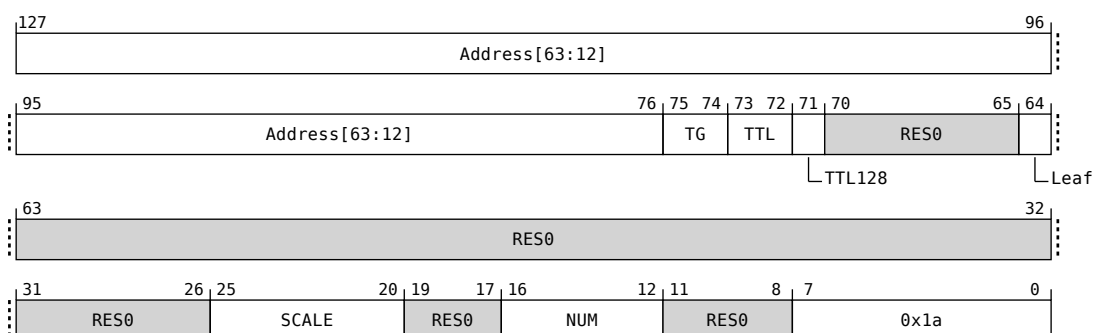 127 96
Address[63:12]
95 76 75 74 73 72 71 70 65 64
Address[63:12] TG TTL RES0
TTL128 Leaf
63 32
RES0
31 26 25 20 19 17 16 12 11 8 7 0
RES0 SCALE RES0 NUM RES0 0x1a